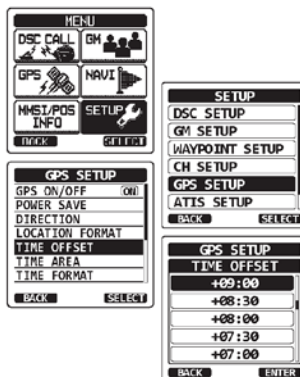 MENU
DSC CALL
GM
GPS
NAVI
MMSI/POS
INFO
SETUP
BACK
SELECT
SETUP
DSC SETUP
GM SETUP
WAYPOINT SETUP
CH SETUP
GPS SETUP
ATIS SETUP
BACK
SELECT
GPS SETUP
GPS ON/OFF
ON
POWER SAVE
DIRECTION
LOCATION FORMAT
TIME OFFSET
TIME AREA
TIME FORMAT
BACK
SELECT
GPS SETUP
TIME OFFSET
+09:00
+08:30
+08:00
+07:30
+07:00
BACK
ENTER